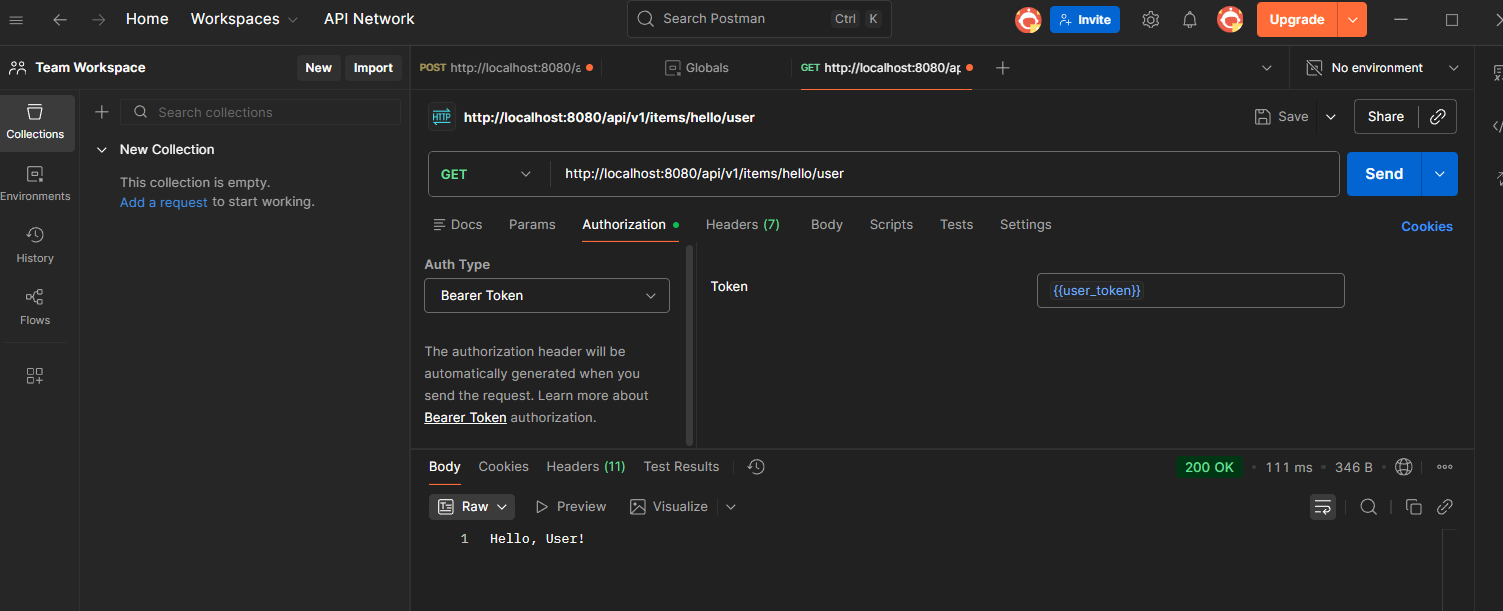 Home Workspaces API Network Search Postman Ctrl K Invite Upgrade
Team Workspace New Import POST http://localhost:8080/a Globals GET http://localhost:8080/ap No environment
Collections
Search collections
HTTP http://localhost:8080/api/v1/items/hello/user Save Share
New Collection
This collection is empty.
Add a request to start working.
GET http://localhost:8080/api/v1/items/hello/user Send
Environments
Docs Params Authorization Headers (7) Body Scripts Tests Settings Cookies
History
Flows
Auth Type
Bearer Token
Token {{user_token}}
The authorization header will be
automatically generated when you
send the request. Learn more about
Bearer Token authorization.
Body Cookies Headers (11) Test Results 200 OK • 111 ms • 346 B •
Raw Preview Visualize
1 Hello, User!